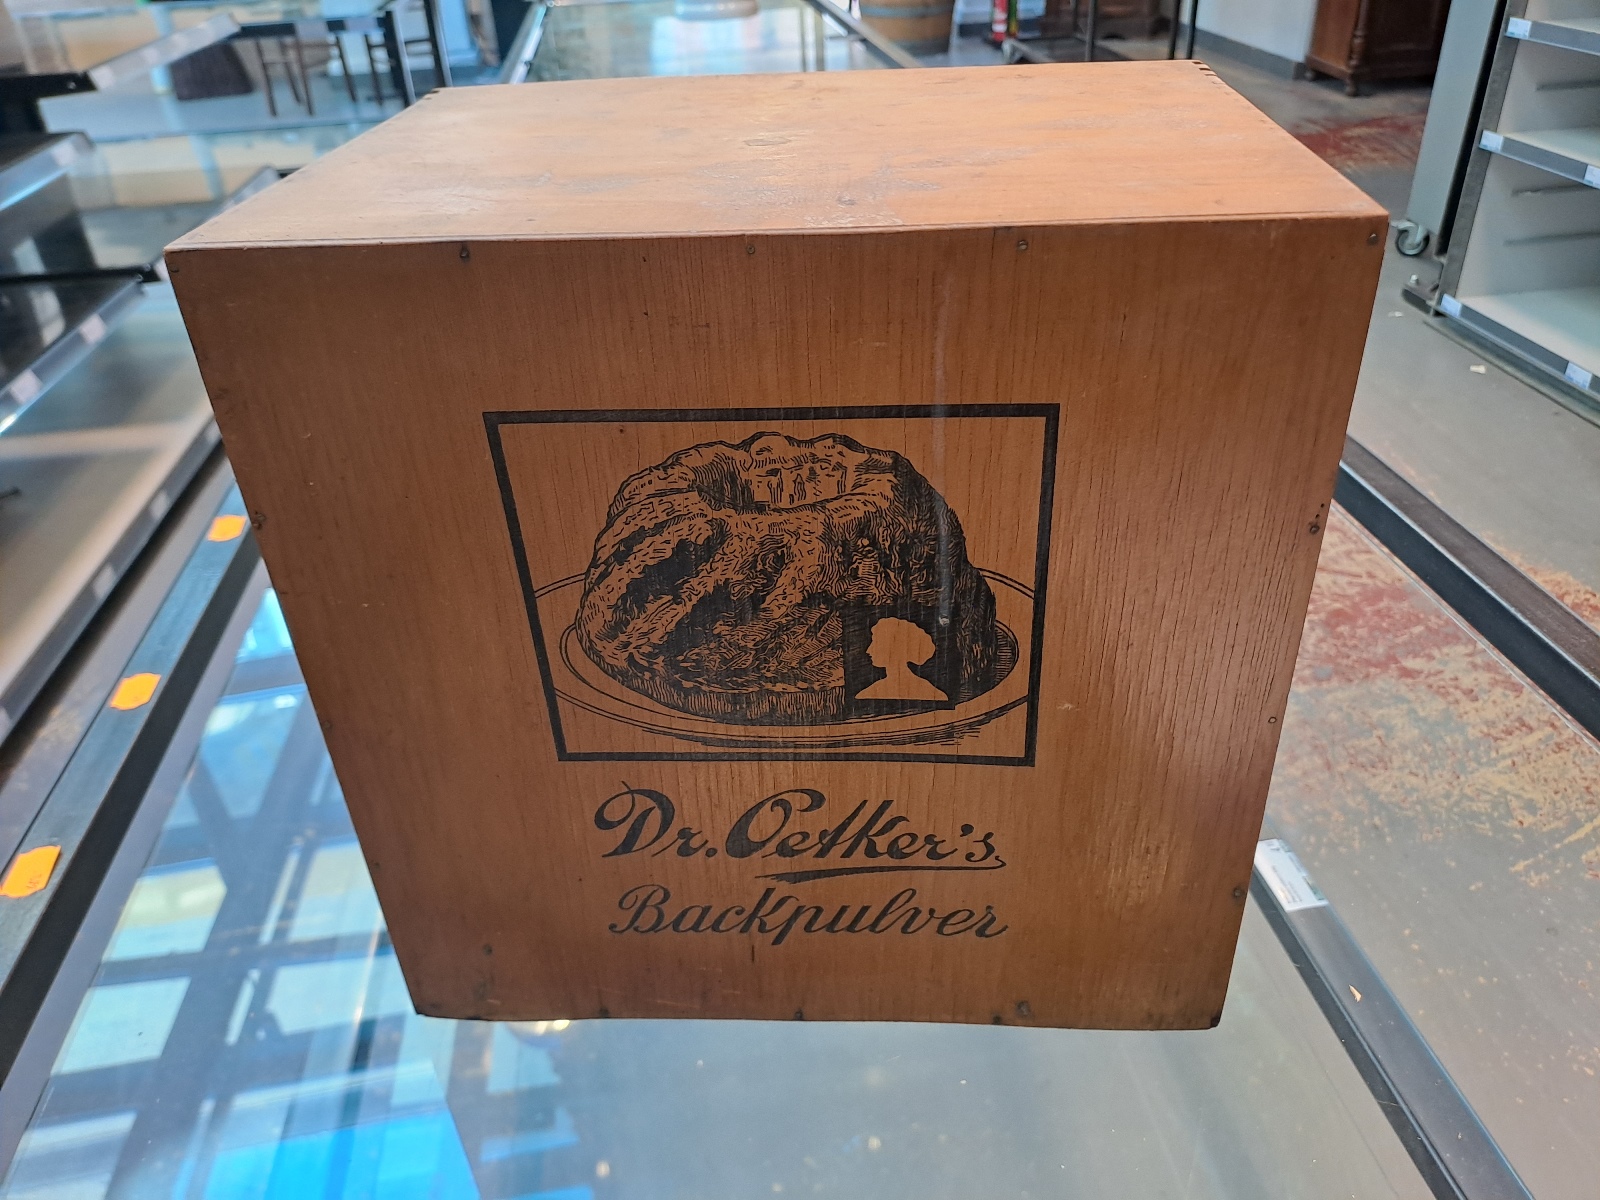 Dr. Oetker's
Backpulver